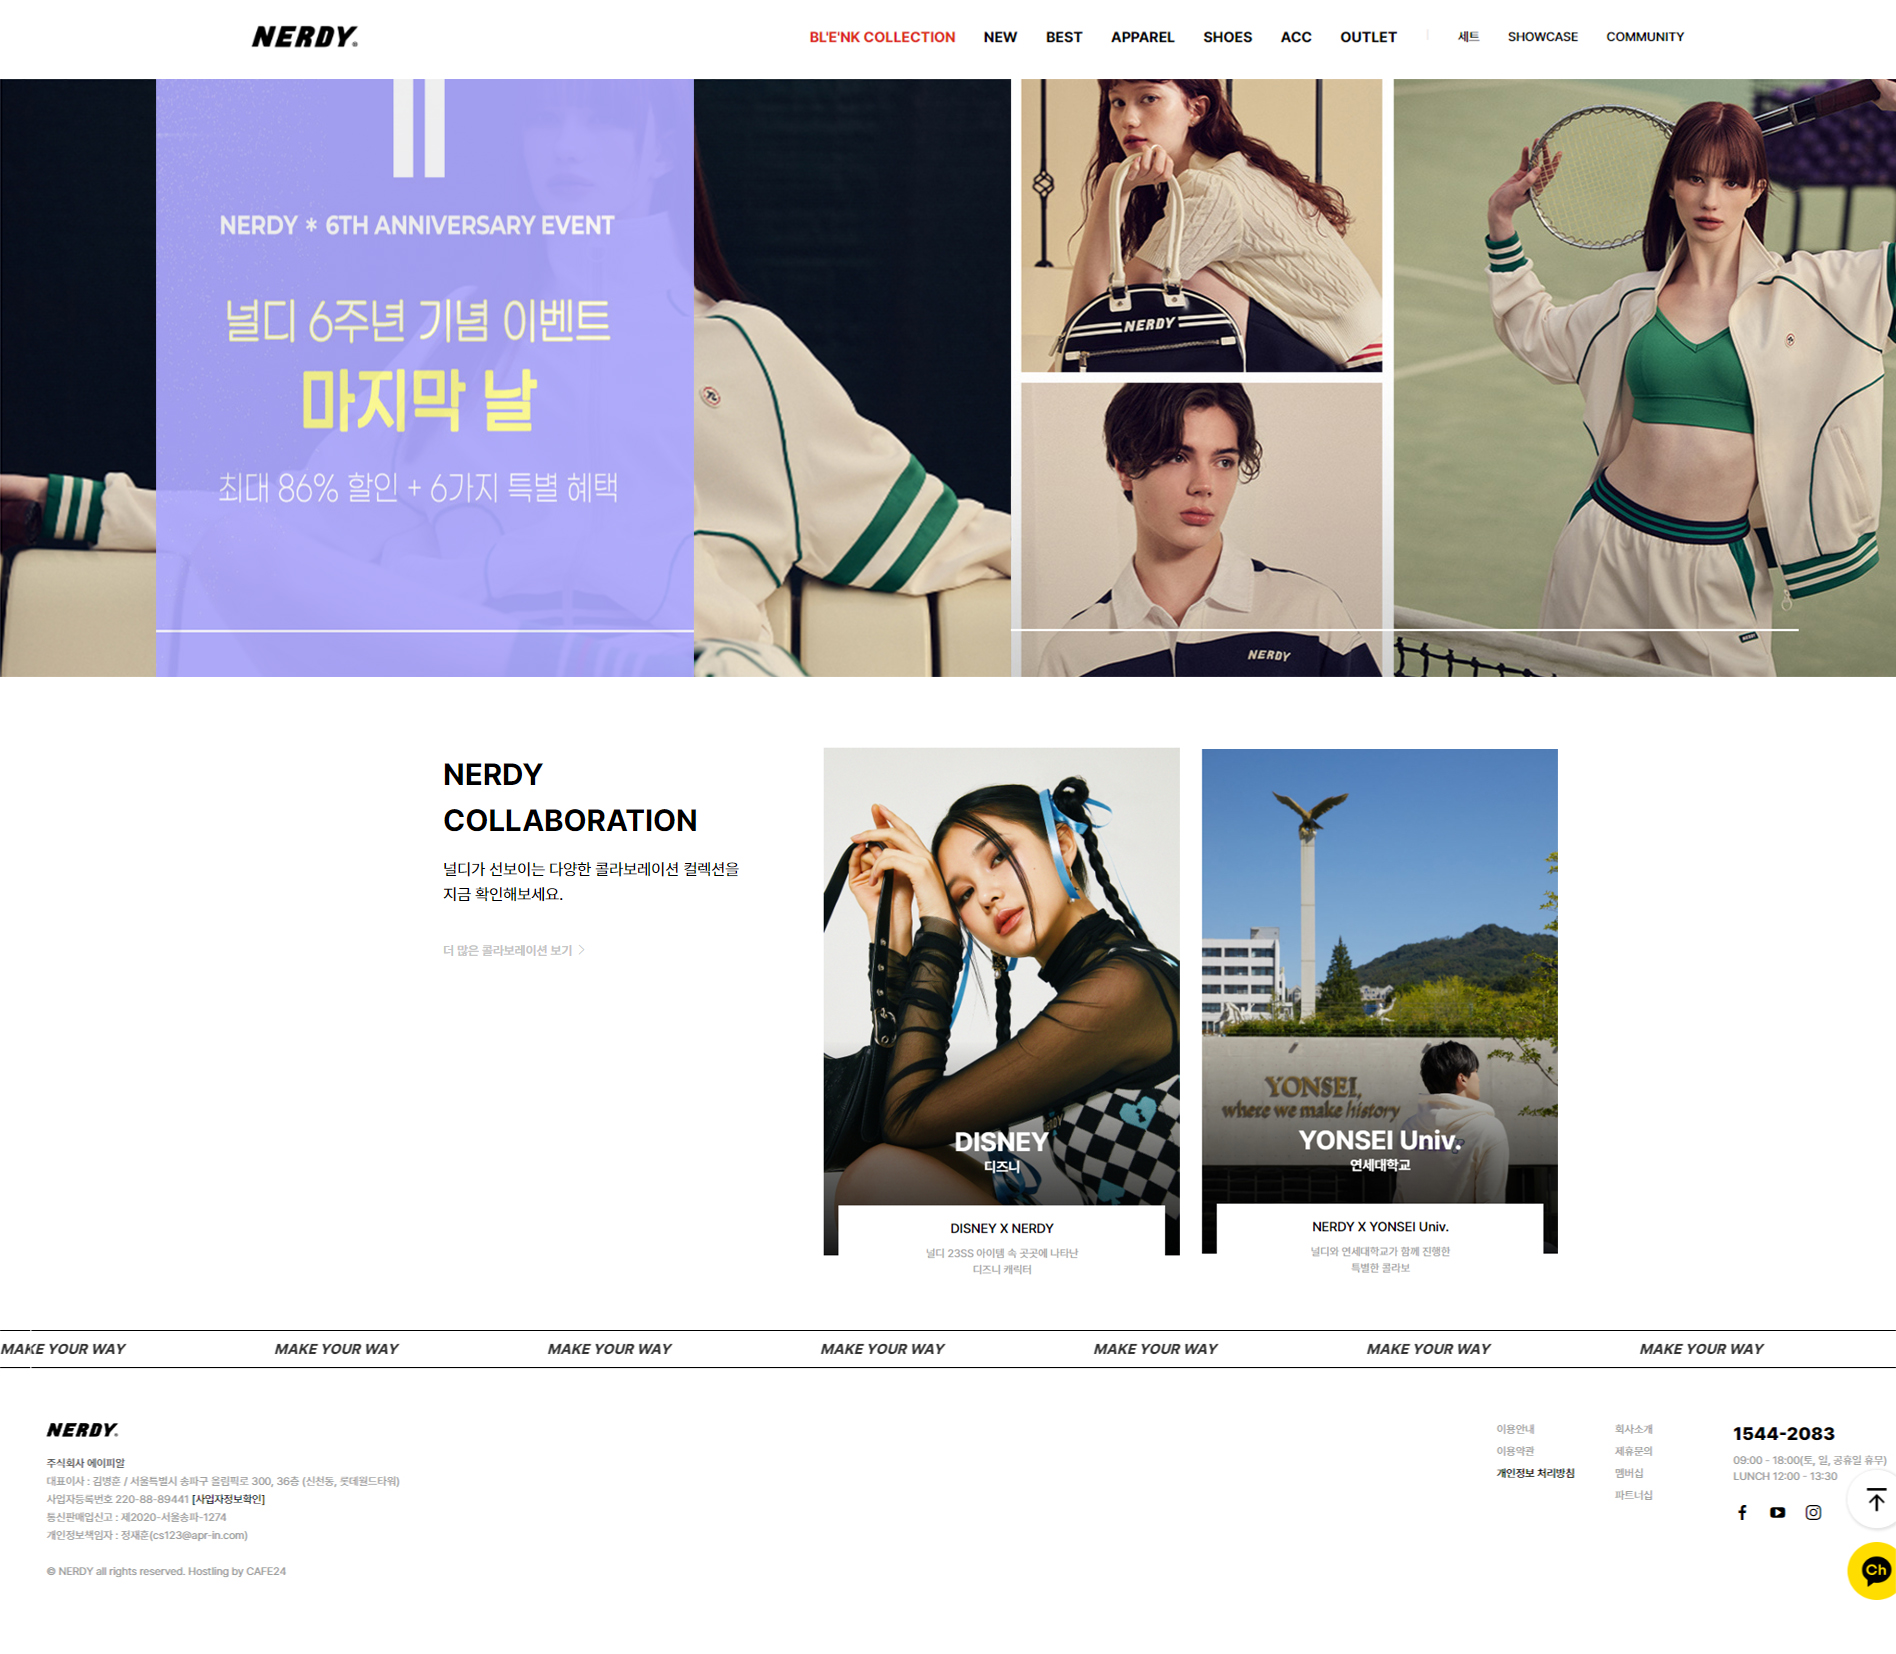 NERDY.
BL'E'NK COLLECTION NEW BEST APPAREL SHOES ACC OUTLET 세트 SHOWCASE COMMUNITY
NERDY * 6TH ANNIVERSARY EVENT
널디 6주년 기념 이벤트
마지막 날
최대 86% 할인 + 6가지 특별 혜택
NERDY
NERDY
NERDY
COLLABORATION
널디가 선보이는 다양한 콜라보레이션 컬렉션을
지금 확인해보세요.
더 많은 콜라보레이션 보기 >
DISNEY
디즈니
DISNEY X NERDY
널디 23SS 아이템 속 곳곳에 나타난
디즈니 캐릭터
YONSEI,
where we make history
YONSEI Univ.
연세대학교
NERDY X YONSEI Univ.
널디와 연세대학교가 함께 진행한
특별한 콜라보
MAKE YOUR WAY MAKE YOUR WAY MAKE YOUR WAY MAKE YOUR WAY MAKE YOUR WAY MAKE YOUR WAY MAKE YOUR WAY
NERDY.
주식회사 에이피알
대표이사 : 김병훈 / 서울특별시 송파구 올림픽로 300, 36층 (신천동, 롯데월드타워)
사업자등록번호 220-88-89441 [사업자정보확인]
통신판매업신고 : 제2020-서울송파-1274
개인정보책임자 : 정재훈(cs123@apr-in.com)
© NERDY all rights reserved. Hostling by CAFE24
이용안내
이용약관
개인정보 처리방침
회사소개
제휴문의
멤버십
파트너십
1544-2083
09:00 - 18:00(토, 일, 공휴일 휴무)
LUNCH 12:00 - 13:30
Ch